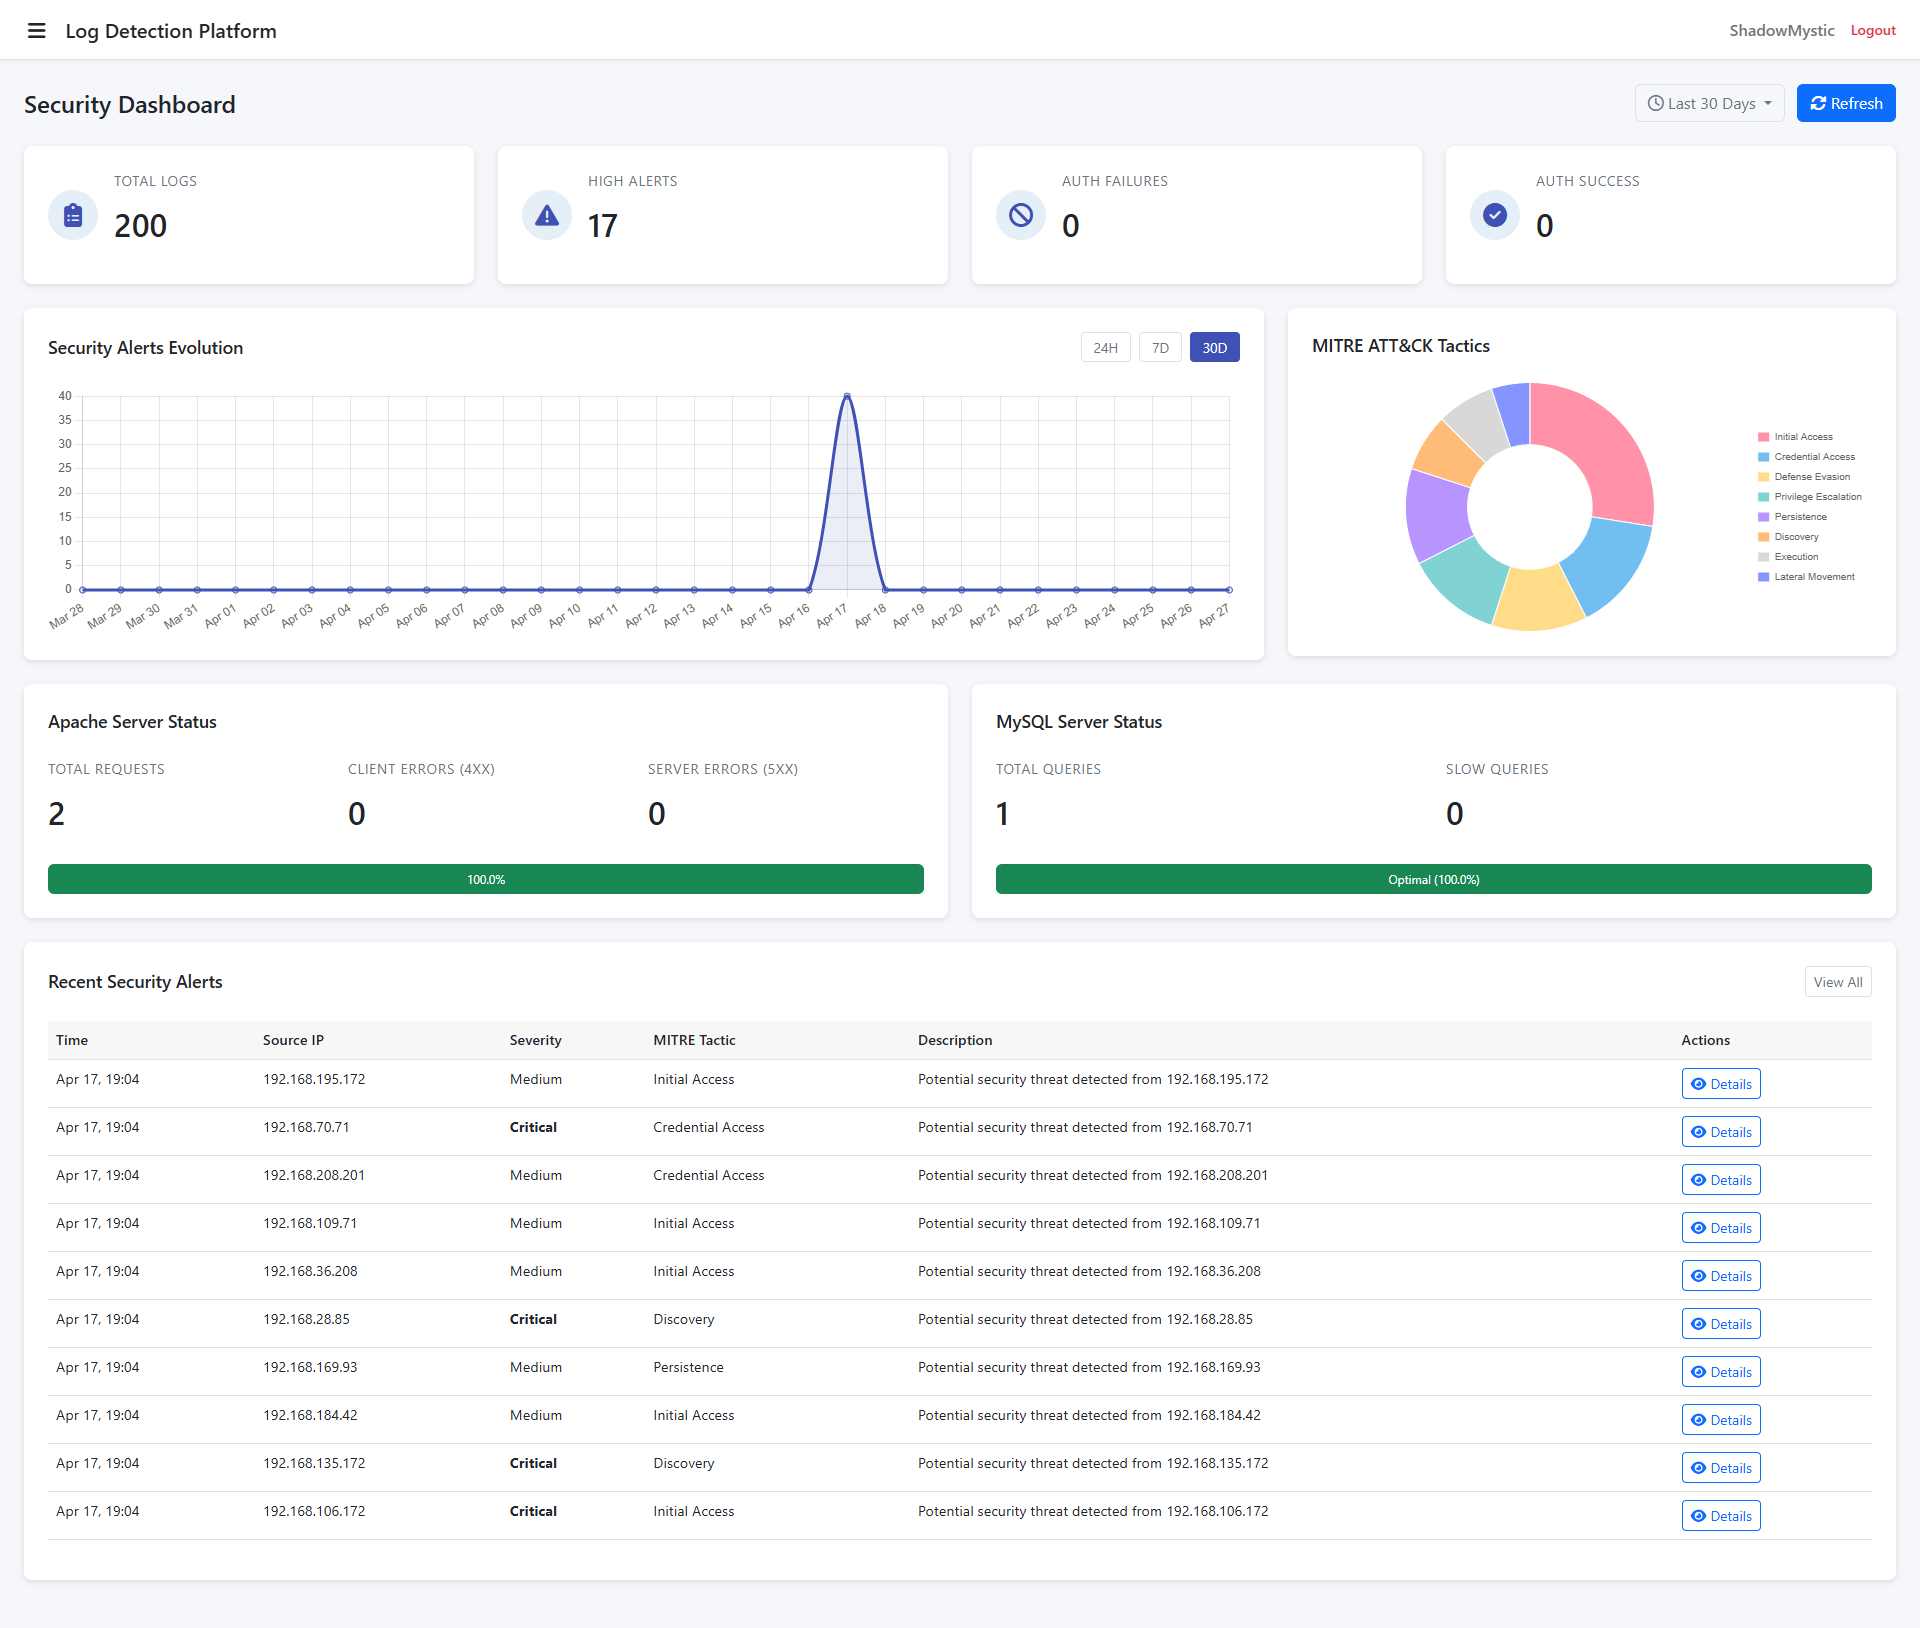 Log Detection Platform
ShadowMystic Logout
Security Dashboard
Last 30 Days
Refresh
TOTAL LOGS
200
HIGH ALERTS
17
AUTH FAILURES
0
AUTH SUCCESS
0
Security Alerts Evolution
24H 7D 30D
40
35
30
25
20
15
10
5
0
Mar 28 Mar 29 Mar 30 Mar 31 Apr 01 Apr 02 Apr 03 Apr 04 Apr 05 Apr 06 Apr 07 Apr 08 Apr 09 Apr 10 Apr 11 Apr 12 Apr 13 Apr 14 Apr 15 Apr 16 Apr 17 Apr 18 Apr 19 Apr 20 Apr 21 Apr 22 Apr 23 Apr 24 Apr 25 Apr 26 Apr 27
MITRE ATT&CK Tactics
Initial Access
Credential Access
Defense Evasion
Privilege Escalation
Persistence
Discovery
Execution
Lateral Movement
Apache Server Status
TOTAL REQUESTS CLIENT ERRORS (4XX) SERVER ERRORS (5XX)
2 0 0
100.0%
MySQL Server Status
TOTAL QUERIES SLOW QUERIES
1 0
Optimal (100.0%)
Recent Security Alerts
View All
Time Source IP Severity MITRE Tactic Description Actions
Apr 17, 19:04 192.168.195.172 Medium Initial Access Potential security threat detected from 192.168.195.172 Details
Apr 17, 19:04 192.168.70.71 Critical Credential Access Potential security threat detected from 192.168.70.71 Details
Apr 17, 19:04 192.168.208.201 Medium Credential Access Potential security threat detected from 192.168.208.201 Details
Apr 17, 19:04 192.168.109.71 Medium Initial Access Potential security threat detected from 192.168.109.71 Details
Apr 17, 19:04 192.168.36.208 Medium Initial Access Potential security threat detected from 192.168.36.208 Details
Apr 17, 19:04 192.168.28.85 Critical Discovery Potential security threat detected from 192.168.28.85 Details
Apr 17, 19:04 192.168.169.93 Medium Persistence Potential security threat detected from 192.168.169.93 Details
Apr 17, 19:04 192.168.184.42 Medium Initial Access Potential security threat detected from 192.168.184.42 Details
Apr 17, 19:04 192.168.135.172 Critical Discovery Potential security threat detected from 192.168.135.172 Details
Apr 17, 19:04 192.168.106.172 Critical Initial Access Potential security threat detected from 192.168.106.172 Details